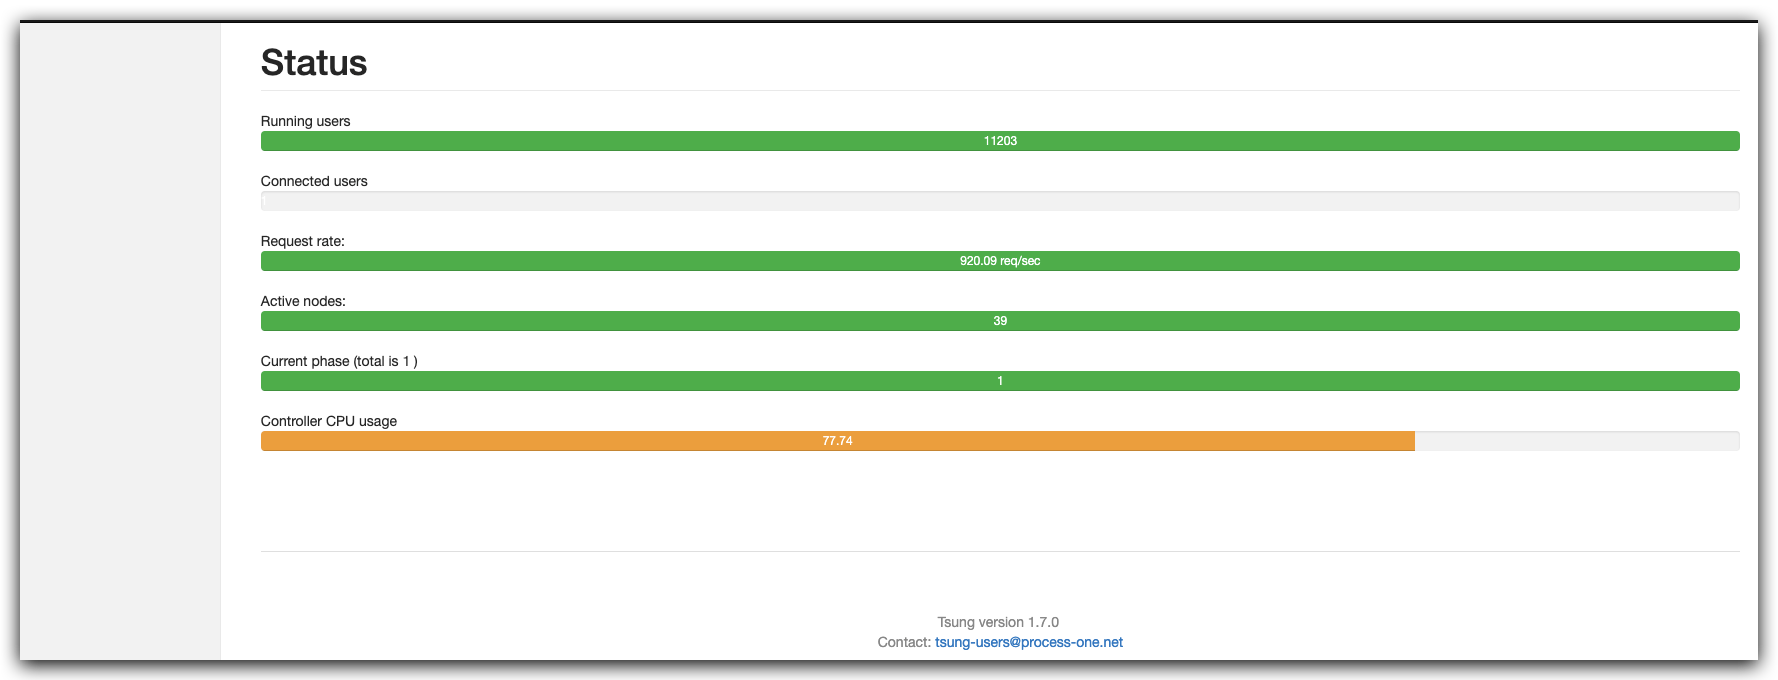 Status
Running users
11203
Connected users
Request rate:
920.09 req/sec
Active nodes:
39
Current phase (total is 1 )
1
Controller CPU usage
77.74
Tsung version 1.7.0
Contact: tsung-users@process-one.net